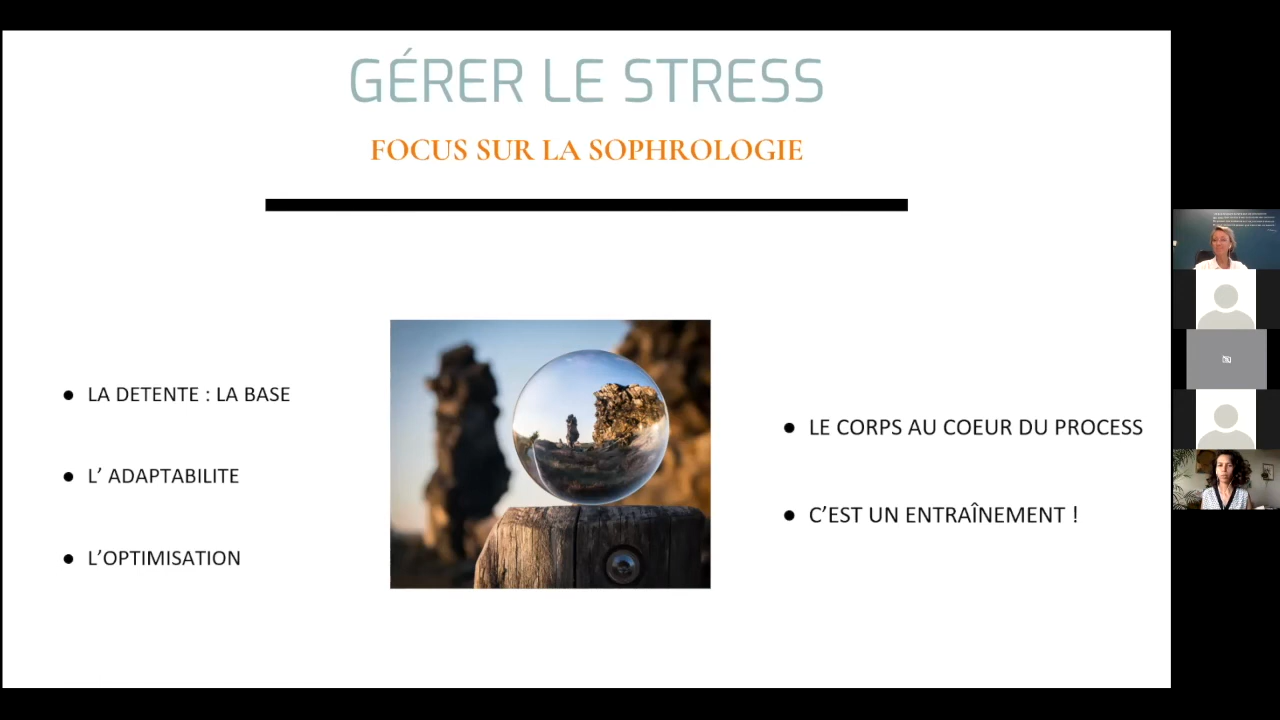 GÉRER LE STRESS
FOCUS SUR LA SOPHROLOGIE
● LA DETENTE : LA BASE
● L’ ADAPTABILITE
● L’OPTIMISATION
● LE CORPS AU COEUR DU PROCESS
● C’EST UN ENTRAÎNEMENT !